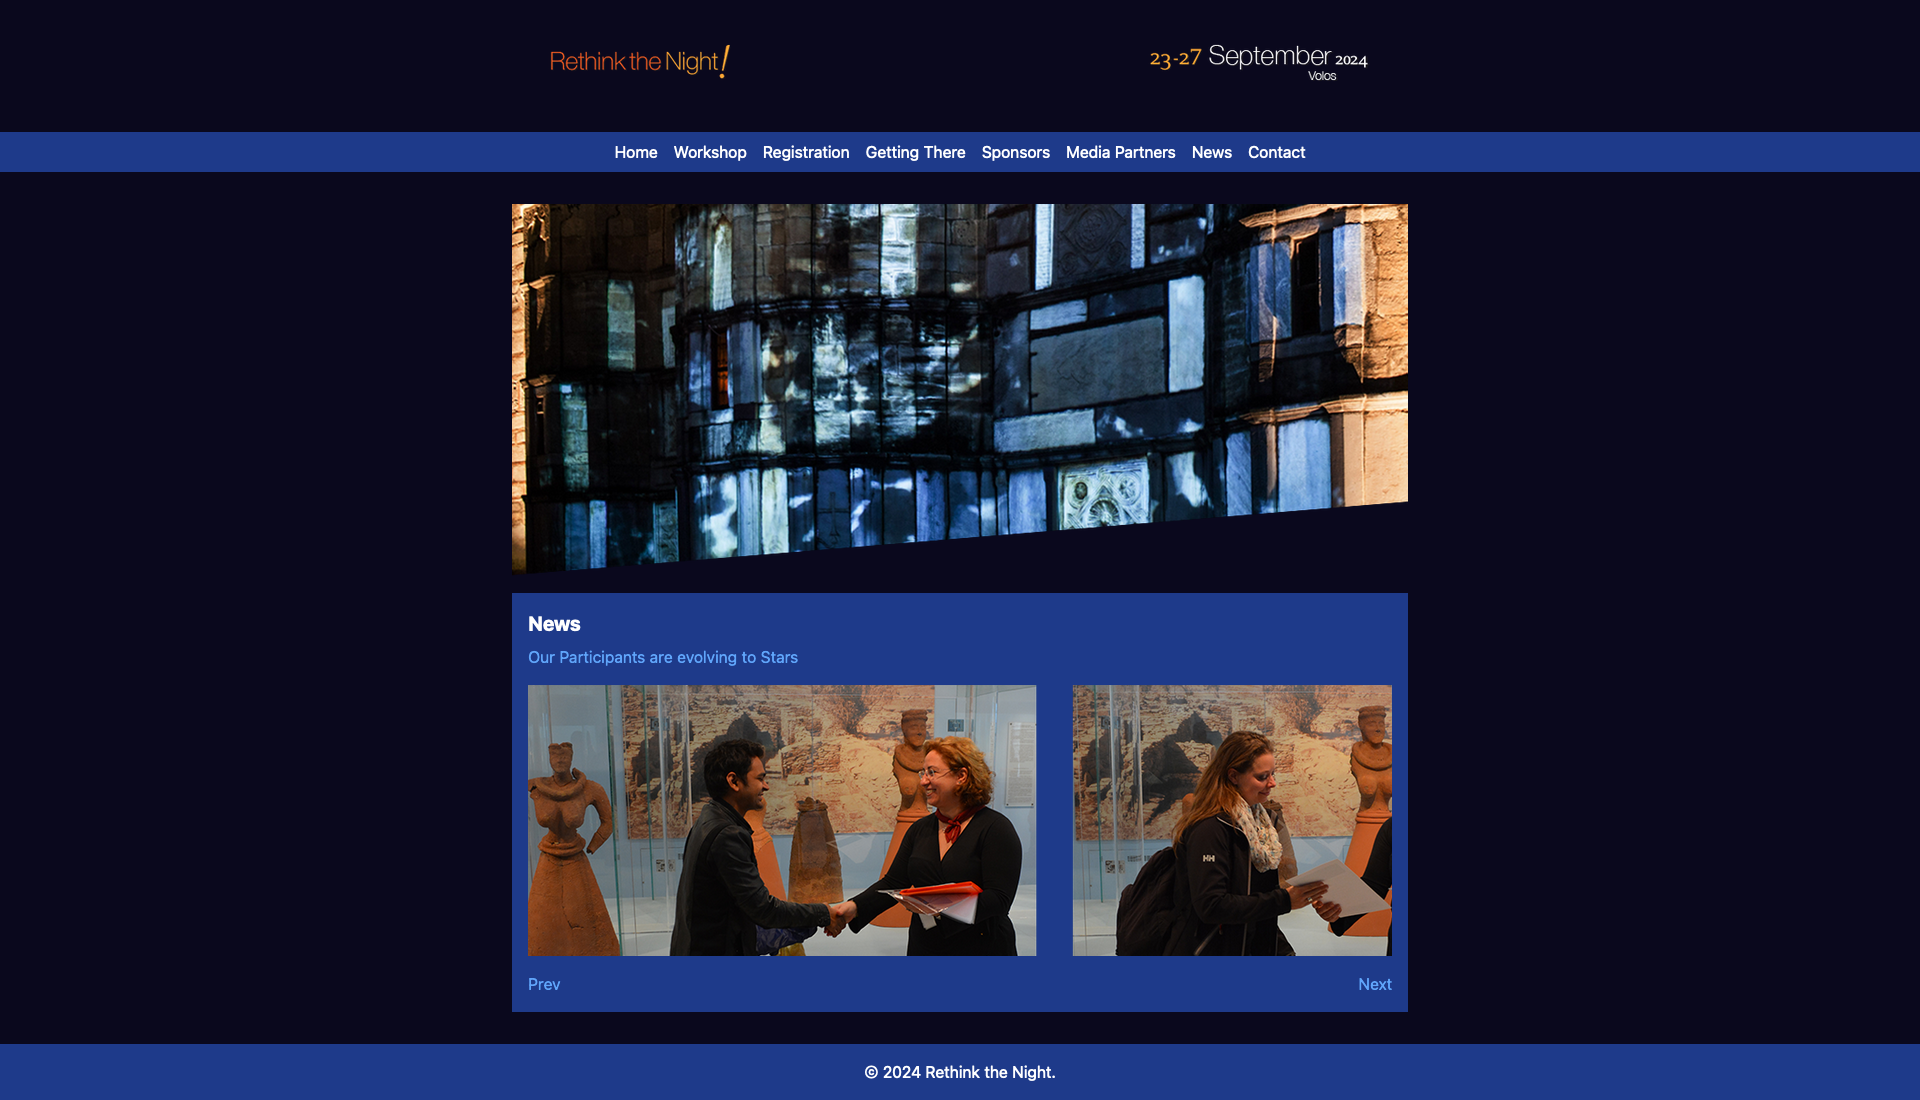 Rethink the Night!
23-27 September 2024
Volos
Home Workshop Registration Getting There Sponsors Media Partners News Contact
News
Our Participants are evolving to Stars
HH
Prev Next
© 2024 Rethink the Night.